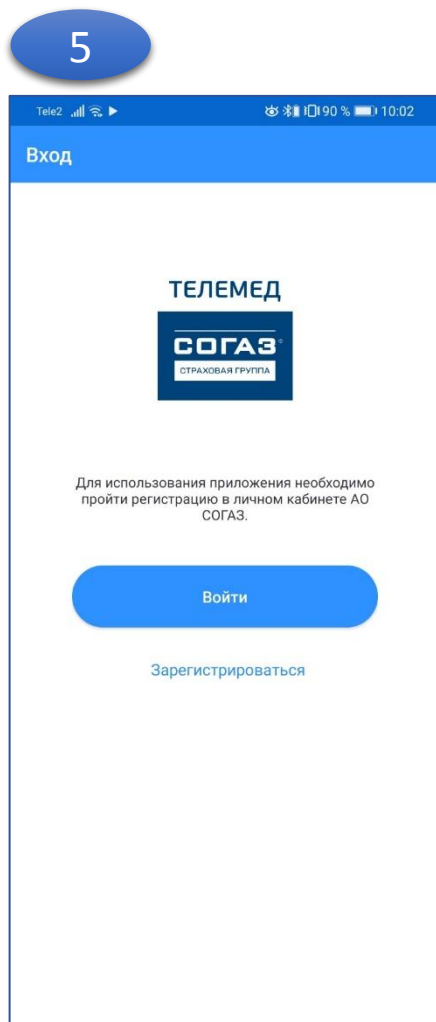 5
Tele2 90 % 10:02
Вход
ТЕЛЕМЕД
СОГАЗ®
СТРАХОВАЯ ГРУППА
Для использования приложения необходимо
пройти регистрацию в личном кабинете АО
СОГАЗ.
Войти
Зарегистрироваться